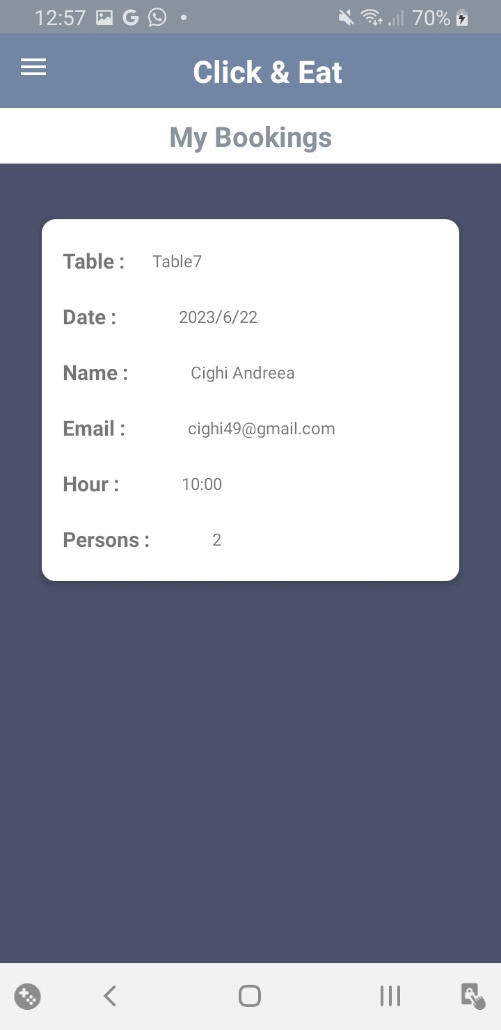 12:57 G 70%
Click & Eat
My Bookings
Table : Table7
Date : 2023/6/22
Name : Cighi Andreea
Email : cighi49@gmail.com
Hour : 10:00
Persons : 2